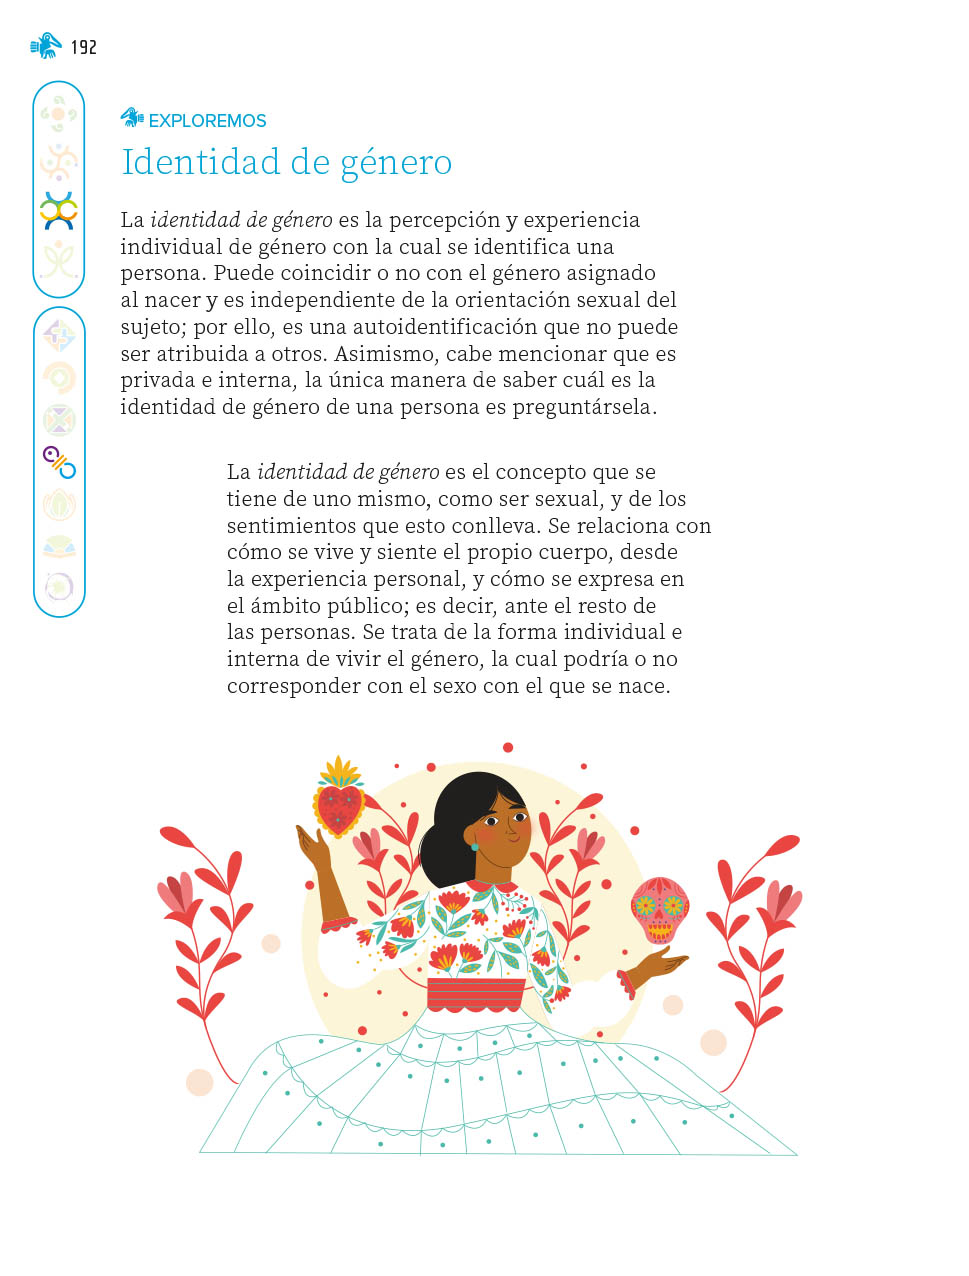 192
EXPLOREMOS
Identidad de género
La identidad de género es la percepción y experiencia
individual de género con la cual se identifica una
persona. Puede coincidir o no con el género asignado
al nacer y es independiente de la orientación sexual del
sujeto; por ello, es una autoidentificación que no puede
ser atribuida a otros. Asimismo, cabe mencionar que es
privada e interna, la única manera de saber cuál es la
identidad de género de una persona es preguntársela.
La identidad de género es el concepto que se
tiene de uno mismo, como ser sexual, y de los
sentimientos que esto conlleva. Se relaciona con
cómo se vive y siente el propio cuerpo, desde
la experiencia personal, y cómo se expresa en
el ámbito público; es decir, ante el resto de
las personas. Se trata de la forma individual e
interna de vivir el género, la cual podría o no
corresponder con el sexo con el que se nace.